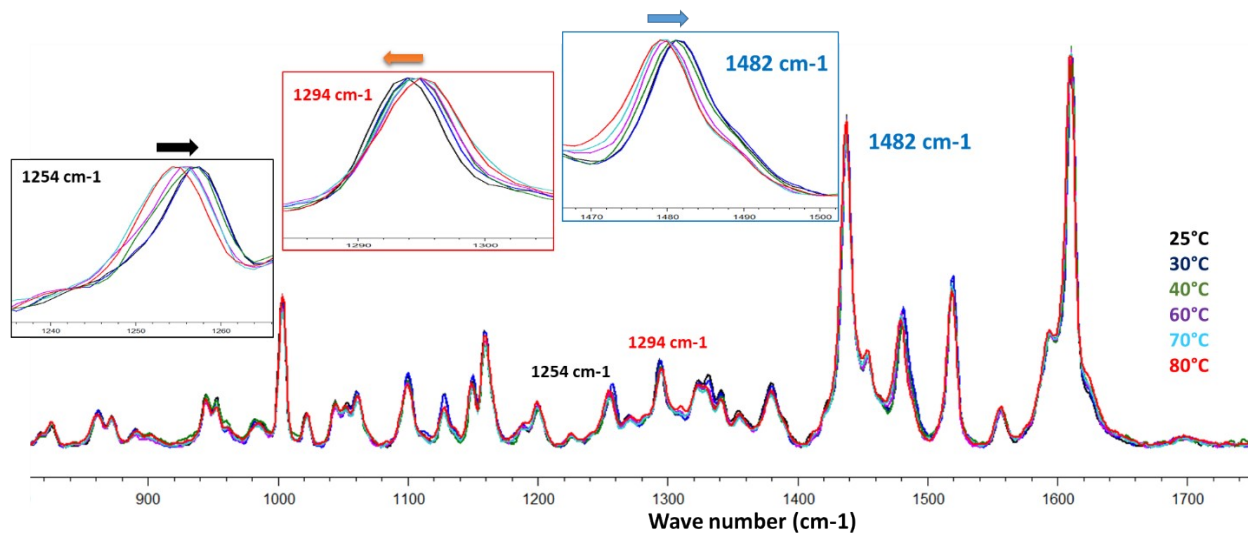 1482 cm-1
1294 cm-1
1254 cm-1
1470 1480 1490 1500
1290 1300
1240 1250 1260
1482 cm-1
25°C
30°C
40°C
60°C
70°C
80°C
1294 cm-1
1254 cm-1
900 1000 1100 1200 1300 1400 1500 1600 1700
Wave number (cm-1)